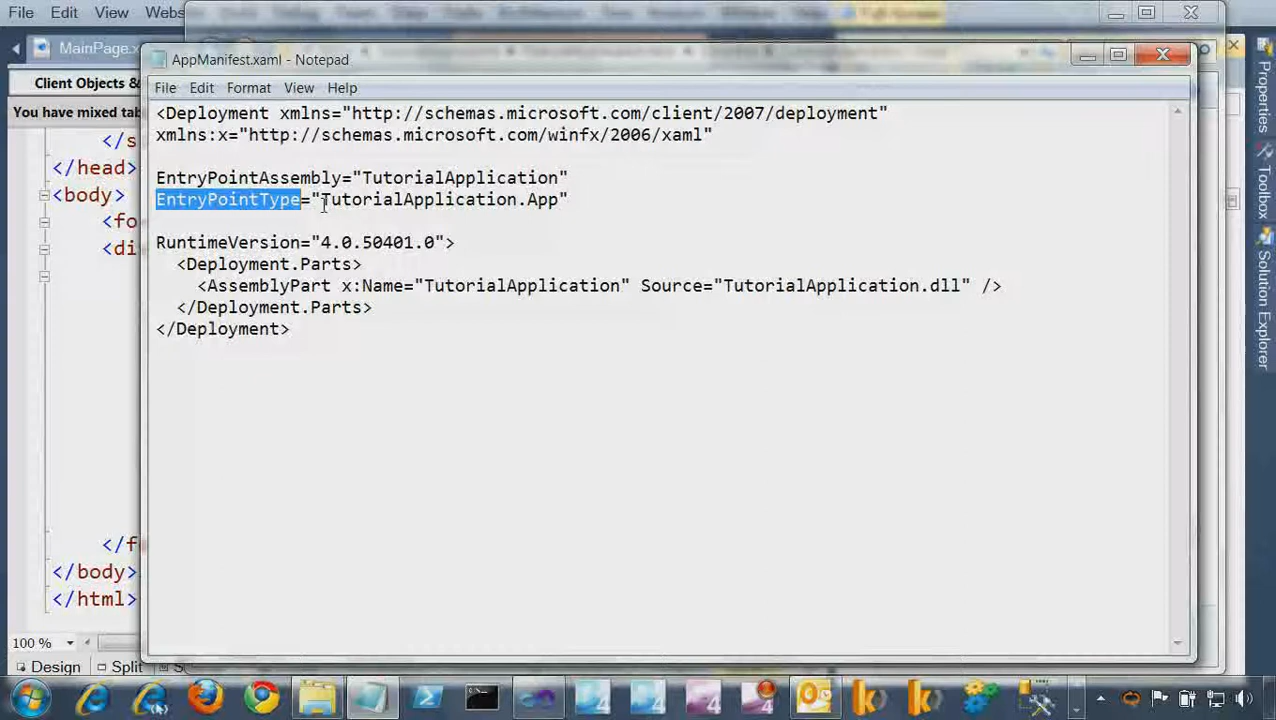 File Edit View Webs
MainPage.x
Client Objects &
You have mixed tab
</s
</head>
<body>
<fo
<di
</f
</body>
</html>
100 %
Design Split S
AppManifest.xaml - Notepad
File Edit Format View Help
<Deployment xmlns="http://schemas.microsoft.com/client/2007/deployment"
xmlns:x="http://schemas.microsoft.com/winfx/2006/xaml"
EntryPointAssembly="TutorialApplication"
EntryPointType="TutorialApplication.App"
RuntimeVersion="4.0.50401.0">
<Deployment.Parts>
<AssemblyPart x:Name="TutorialApplication" Source="TutorialApplication.dll" />
</Deployment.Parts>
</Deployment>
Properties
Toolbox
Solution Explorer